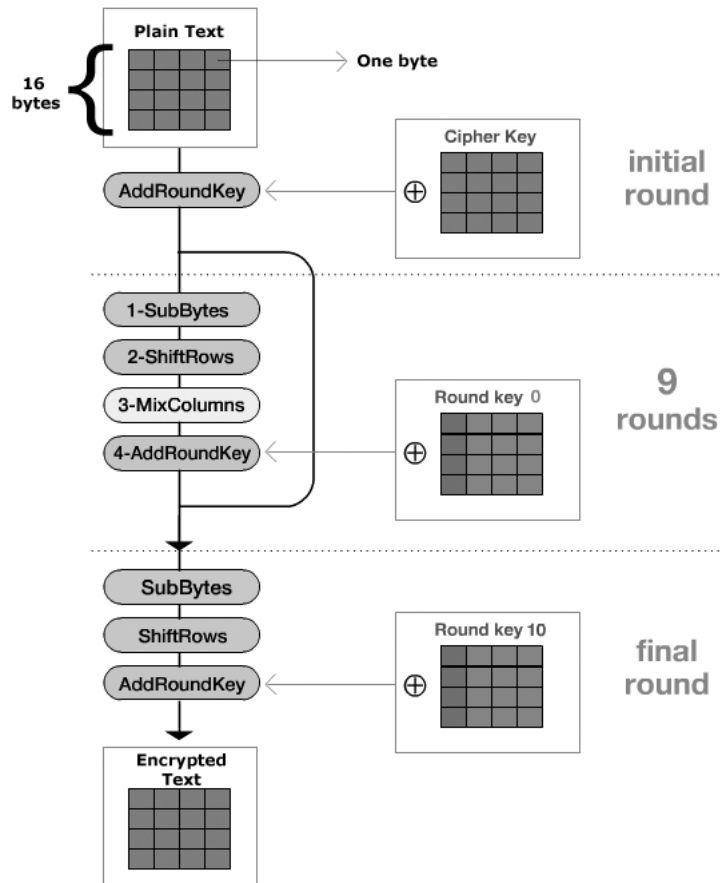 Plain Text
16
bytes
{
One byte
Cipher Key
AddRoundKey
⊕
initial
round
1-SubBytes
2-ShiftRows
3-MixColumns
4-AddRoundKey
Round key 0
⊕
9
rounds
SubBytes
ShiftRows
AddRoundKey
Round key 10
⊕
final
round
Encrypted
Text